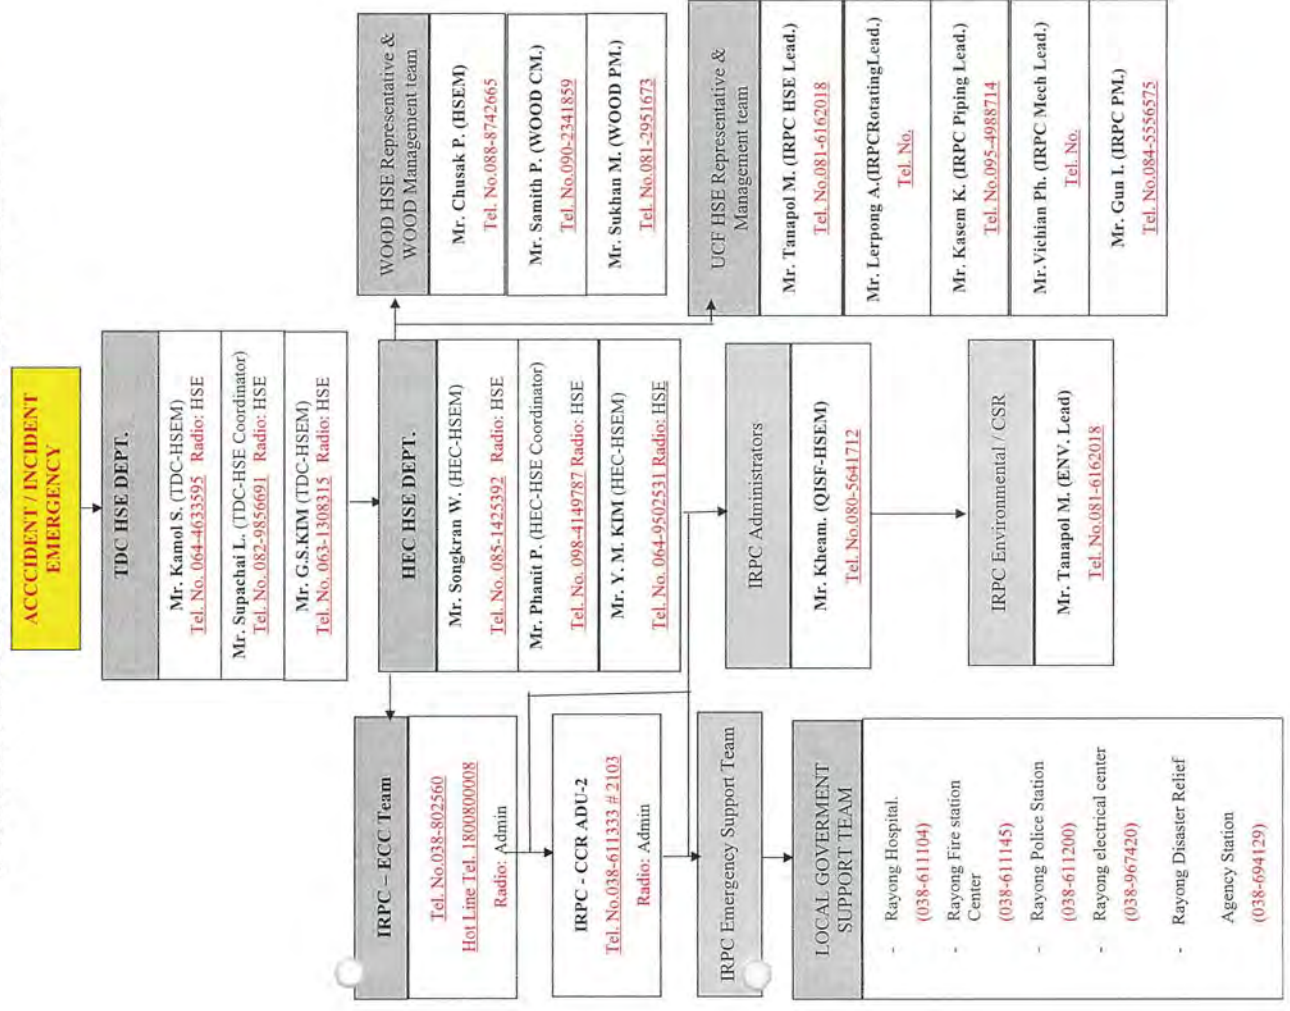 ACCCIDENT / INCIDENT
EMERGENCY
TDC HSE DEPT.
Mr. Kamol S. (TDC-HSEM)
Tel. No. 064-4633595 Radio: HSE
Mr. Supachai L. (TDC-HSE Coordinator)
Tel. No. 082-9856691 Radio: HSE
Mr. G.S.KIM (TDC-HSEM)
Tel. No. 063-1308315 Radio: HSE
HEC HSE DEPT.
Mr. Songkran W. (HEC-HSEM)
Tel. No. 085-1425392 Radio: HSE
Mr. Phanit P. (HEC-HSE Coordinator)
Tel. No. 098-4149787 Radio: HSE
Mr. Y. M. KIM (HEC-HSEM)
Tel. No. 064-9502531 Radio: HSE
IRPC – ECC Team
Tel. No.038-802560
Hot Line Tel. 1800800008
Radio: Admin
IRPC - CCR ADU-2
Tel. No.038-611333 # 2103
Radio: Admin
IRPC Emergency Support Team
LOCAL GOVERMENT
SUPPORT TEAM
- Rayong Hospital.
(038-611104)
- Rayong Fire station
Center
(038-611145)
- Rayong Police Station
(038-611200)
- Rayong electrical center
(038-967420)
- Rayong Disaster Relief
Agency Station
(038-694129)
IRPC Administrators
Mr. Kheam. (QISF-HSEM)
Tel. No.080-5641712
IRPC Environmental / CSR
Mr. Tanapol M. (ENV. Lead)
Tel. No.081-6162018
WOOD HSE Representative &
WOOD Management team
Mr. Chusak P. (HSEM)
Tel. No.088-8742665
Mr. Samith P. (WOOD CM.)
Tel. No.090-2341859
Mr. Sukhan M. (WOOD PM.)
Tel. No.081-2951673
UCF HSE Representative &
Management team
Mr. Tanapol M. (IRPC HSE Lead.)
Tel. No.081-6162018
Mr. Lerpong A.(IRPCRotatingLead.)
Tel. No.
Mr. Kasem K. (IRPC Piping Lead.)
Tel. No.095-4988714
Mr.Vichian Ph. (IRPC Mech Lead.)
Tel. No.
Mr. Gun I. (IRPC PM.)
Tel. No.084-5556575